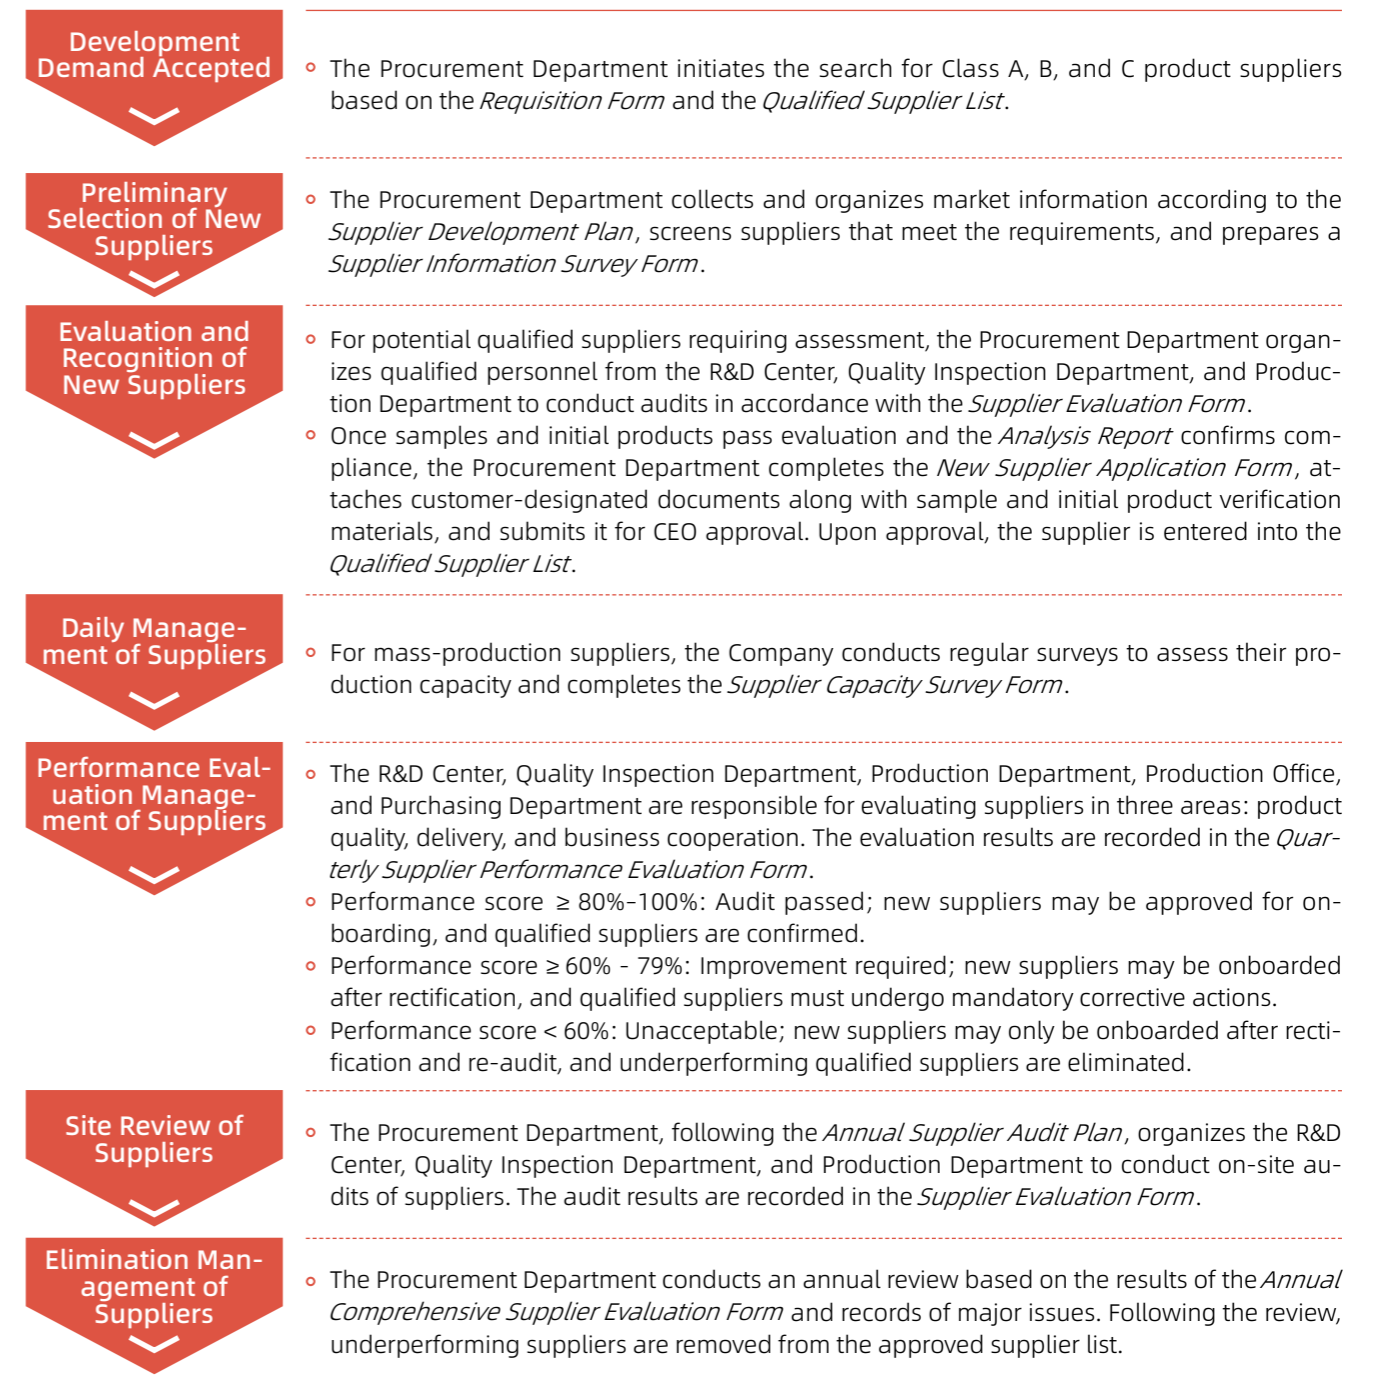 Development
Demand Accepted
The Procurement Department initiates the search for Class A, B, and C product suppliers
based on the Requisition Form and the Qualified Supplier List.
Preliminary
Selection of New
Suppliers
The Procurement Department collects and organizes market information according to the
Supplier Development Plan, screens suppliers that meet the requirements, and prepares a
Supplier Information Survey Form.
Evaluation and
Recognition of
New Suppliers
For potential qualified suppliers requiring assessment, the Procurement Department organ-
izes qualified personnel from the R&D Center, Quality Inspection Department, and Produc-
tion Department to conduct audits in accordance with the Supplier Evaluation Form.
Once samples and initial products pass evaluation and the Analysis Report confirms com-
pliance, the Procurement Department completes the New Supplier Application Form, at-
taches customer-designated documents along with sample and initial product verification
materials, and submits it for CEO approval. Upon approval, the supplier is entered into the
Qualified Supplier List.
Daily Manage-
ment of Suppliers
For mass-production suppliers, the Company conducts regular surveys to assess their pro-
duction capacity and completes the Supplier Capacity Survey Form.
Performance Eval-
uation Manage-
ment of Suppliers
The R&D Center, Quality Inspection Department, Production Department, Production Office,
and Purchasing Department are responsible for evaluating suppliers in three areas: product
quality, delivery, and business cooperation. The evaluation results are recorded in the Quar-
terly Supplier Performance Evaluation Form.
Performance score ≥ 80%–100%: Audit passed; new suppliers may be approved for on-
boarding, and qualified suppliers are confirmed.
Performance score ≥ 60% - 79%: Improvement required; new suppliers may be onboarded
after rectification, and qualified suppliers must undergo mandatory corrective actions.
Performance score < 60%: Unacceptable; new suppliers may only be onboarded after recti-
fication and re-audit, and underperforming qualified suppliers are eliminated.
Site Review of
Suppliers
The Procurement Department, following the Annual Supplier Audit Plan, organizes the R&D
Center, Quality Inspection Department, and Production Department to conduct on-site au-
dits of suppliers. The audit results are recorded in the Supplier Evaluation Form.
Elimination Man-
agement of
Suppliers
The Procurement Department conducts an annual review based on the results of the Annual
Comprehensive Supplier Evaluation Form and records of major issues. Following the review,
underperforming suppliers are removed from the approved supplier list.